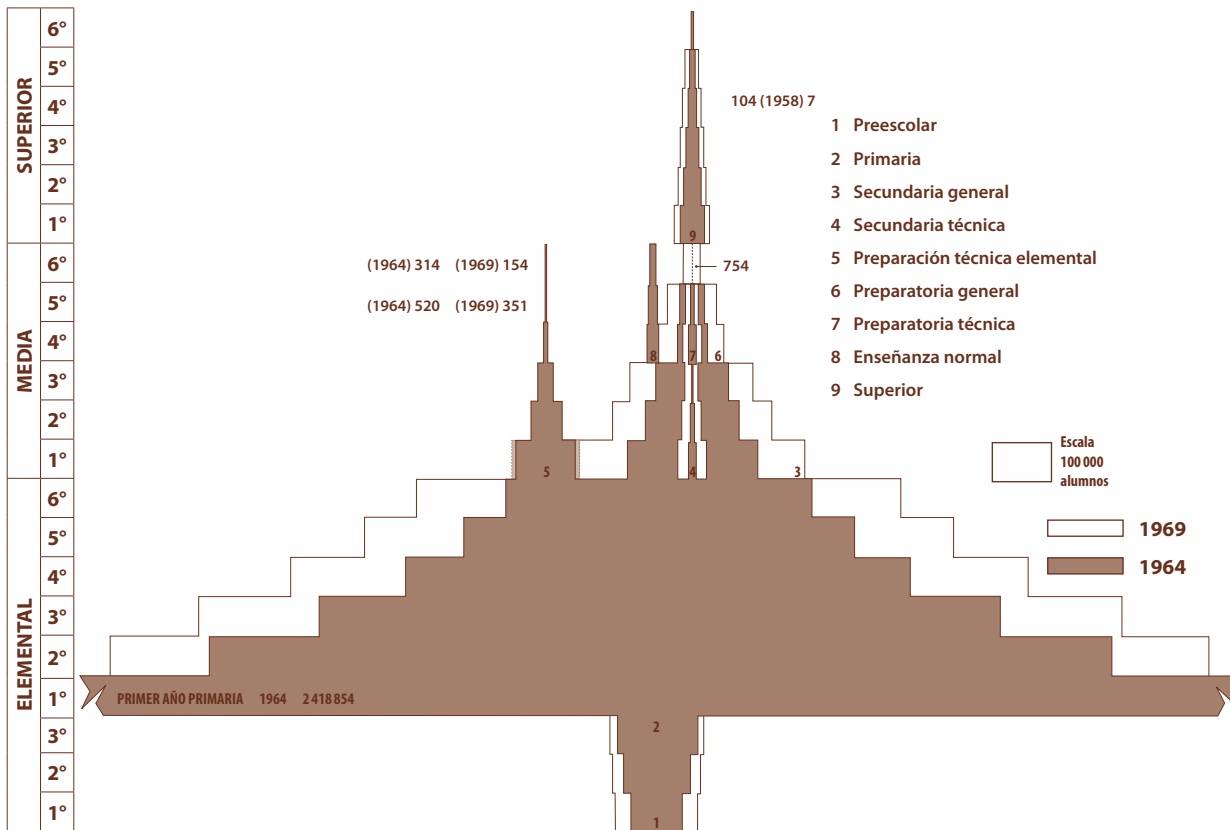 SUPERIOR
6°
5°
4°
3°
2°
1°
MEDIA
6°
5°
4°
3°
2°
1°
ELEMENTAL
6°
5°
4°
3°
2°
1°
3°
2°
1°
104 (1958) 7
1 Preescolar
2 Primaria
3 Secundaria general
4 Secundaria técnica
5 Preparación técnica elemental
6 Preparatoria general
7 Preparatoria técnica
8 Enseñanza normal
9 Superior
9
(1964) 314 (1969) 154
754
(1964) 520 (1969) 351
8
7
6
5
4
3
Escala
100 000
alumnos
1969
1964
PRIMER AÑO PRIMARIA 1964 2 418 854
2
1